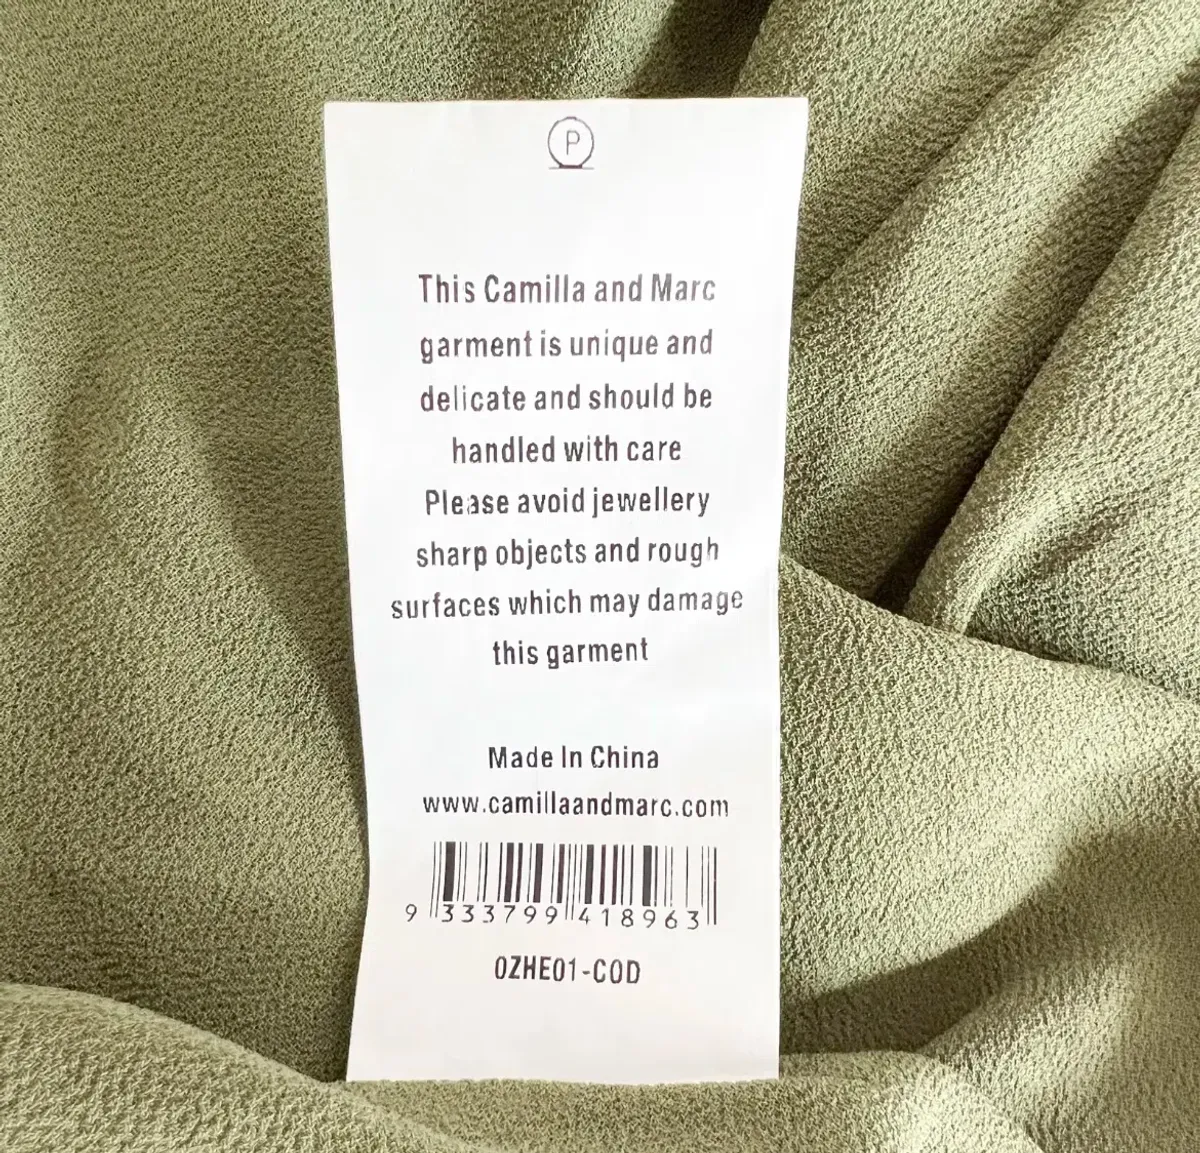 P
This Camilla and Marc
garment is unique and
delicate and should be
handled with care
Please avoid jewellery
sharp objects and rough
surfaces which may damage
this garment
Made In China
www.camillaandmarc.com
9 333799 418963
OZHE01-COD